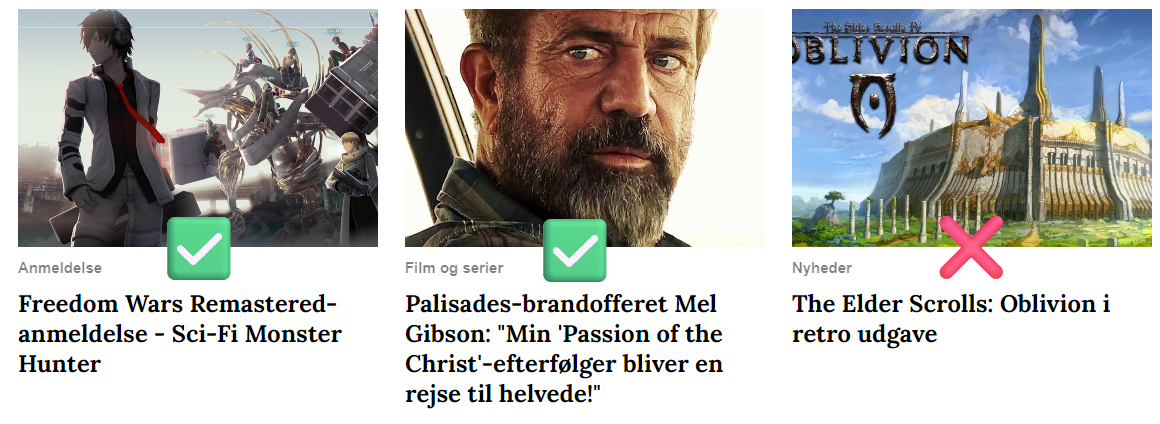 The Elder Scrolls IV
OBLIVION
Anmeldelse
Freedom Wars Remastered-
anmeldelse - Sci-Fi Monster
Hunter
Film og serier
Palisades-brandofferet Mel
Gibson: "Min 'Passion of the
Christ'-efterfølger bliver en
rejse til helvede!"
Nyheder
The Elder Scrolls: Oblivion i
retro udgave